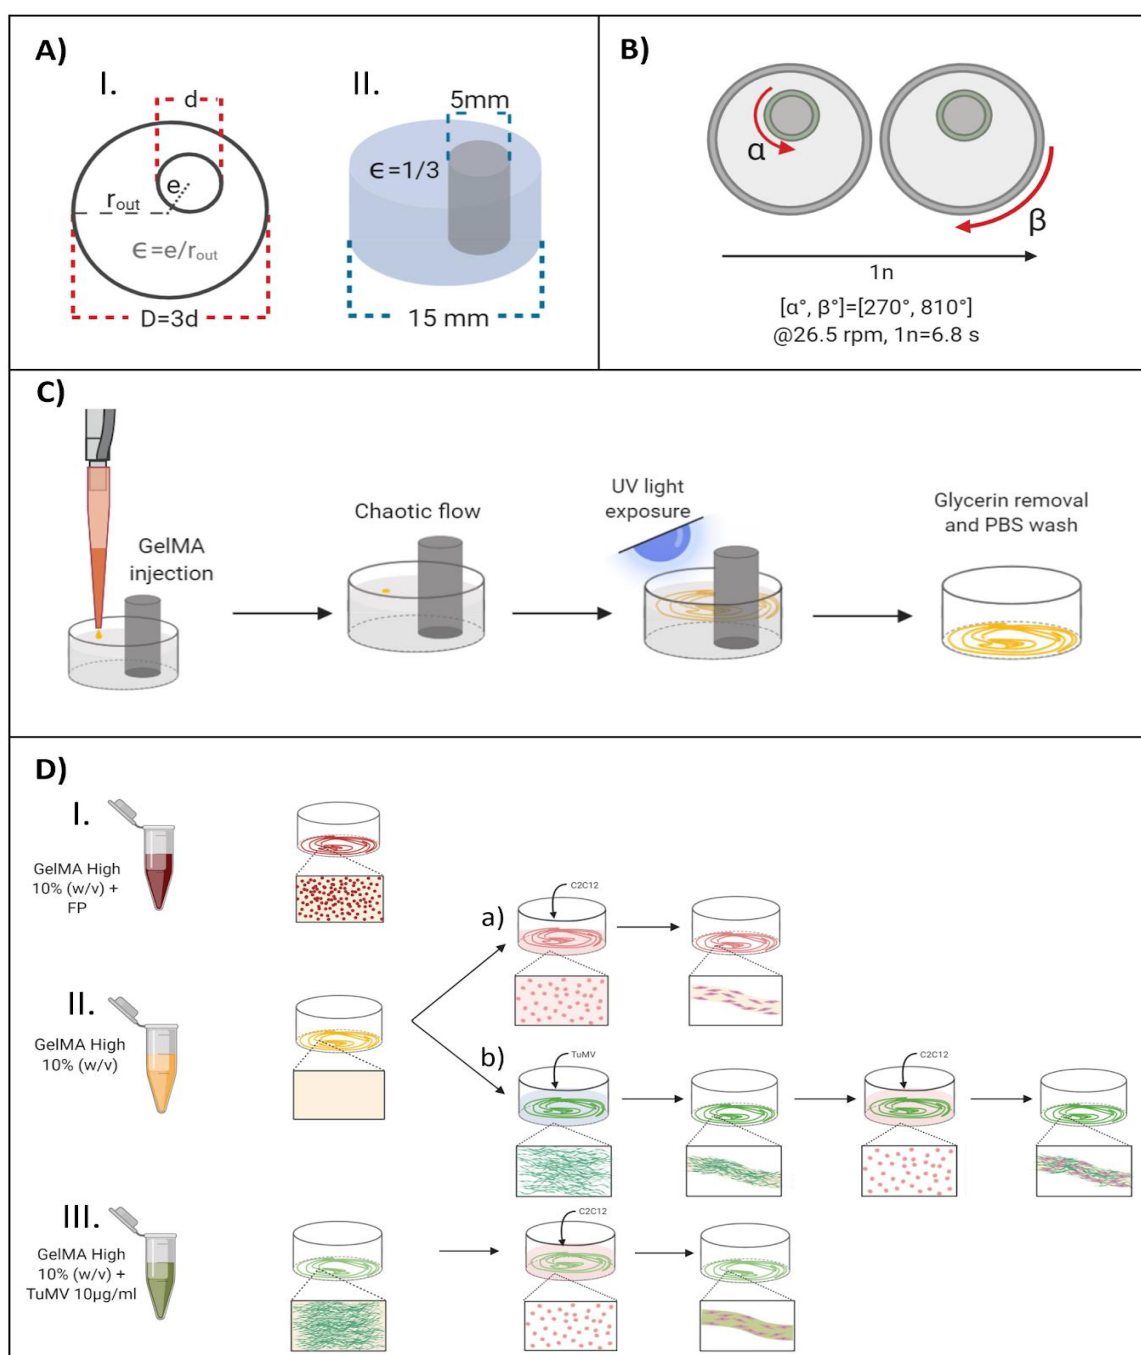 A)
I.
d
e
rout
ϵ=e/rout
D=3d
II.
5mm
ϵ=1/3
15 mm
B)
α
β
1n
[α°, β°]=[270°, 810°]
@26.5 rpm, 1n=6.8 s
C)
GelMA
injection
Chaotic flow
UV light
exposure
Glycerin removal
and PBS wash
D)
I.
GelMA High
10% (w/v) +
FP
II.
GelMA High
10% (w/v)
a)
C2C12
b)
TuMV
C2C12
III.
GelMA High
10% (w/v) +
TuMV 10µg/ml
C2C12